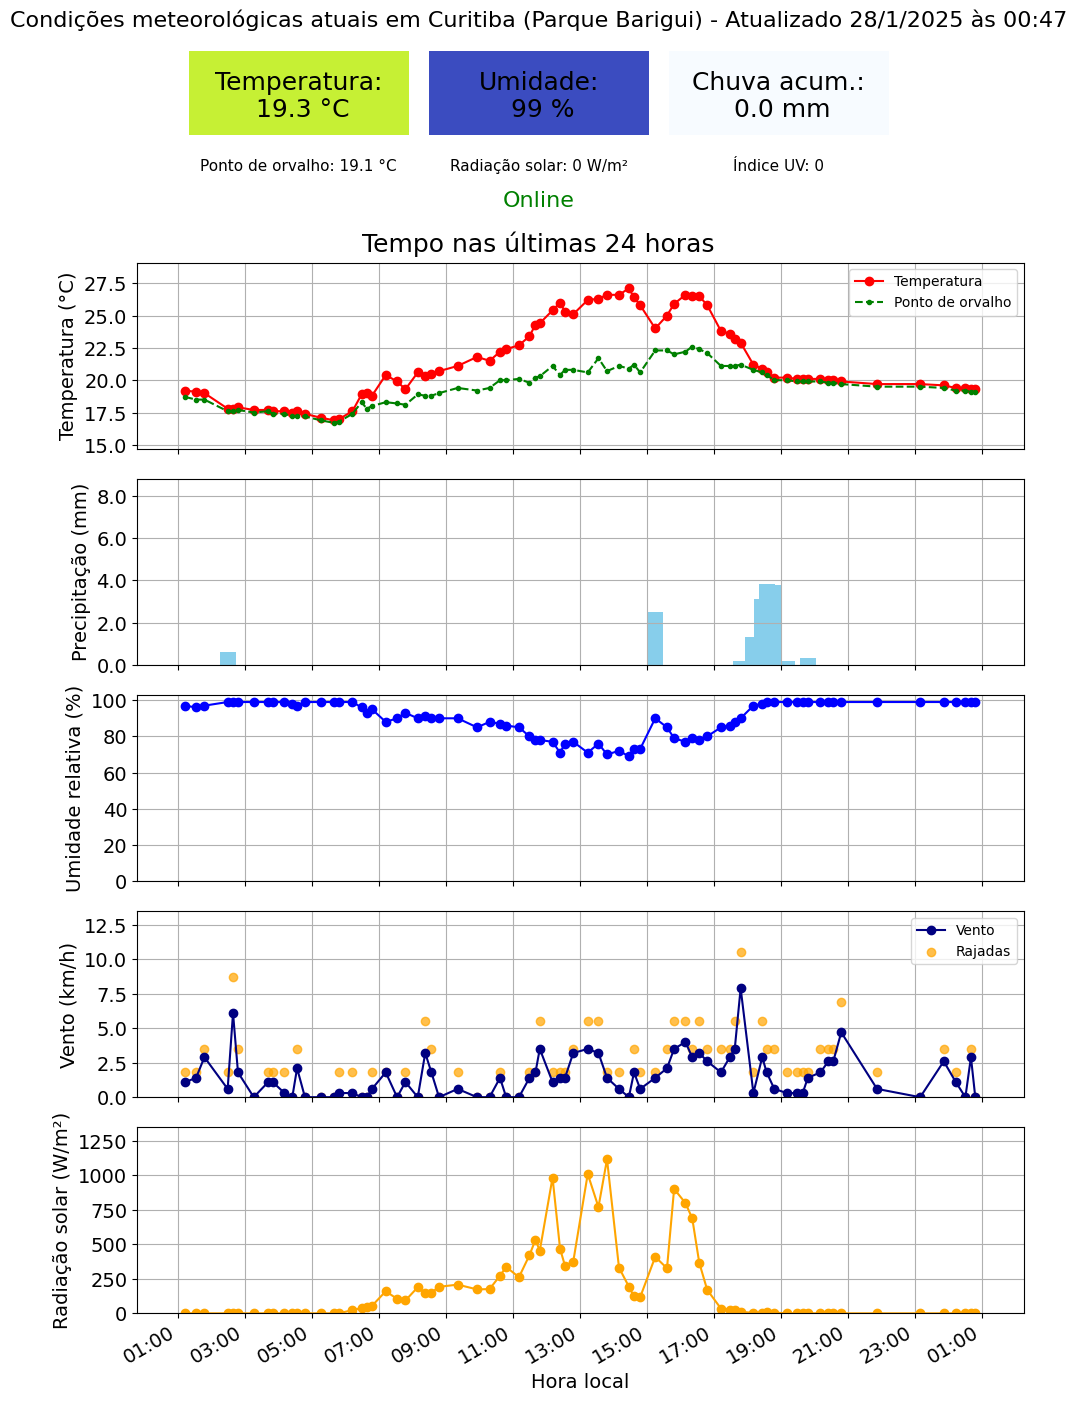 Condições meteorológicas atuais em Curitiba (Parque Barigui) - Atualizado 28/1/2025 às 00:47
Temperatura:
19.3 °C
Umidade:
99 %
Chuva acum.:
0.0 mm
Ponto de orvalho: 19.1 °C
Radiação solar: 0 W/m²
Índice UV: 0
Online
Tempo nas últimas 24 horas
Temperatura (°C)
27.5
25.0
22.5
20.0
17.5
15.0
Temperatura
Ponto de orvalho
Precipitação (mm)
8.0
6.0
4.0
2.0
0.0
Umidade relativa (%)
100
80
60
40
20
0
Vento (km/h)
12.5
10.0
7.5
5.0
2.5
0.0
Vento
Rajadas
Radiação solar (W/m²)
1250
1000
750
500
250
0
01:00
03:00
05:00
07:00
09:00
11:00
13:00
15:00
17:00
19:00
21:00
23:00
01:00
Hora local